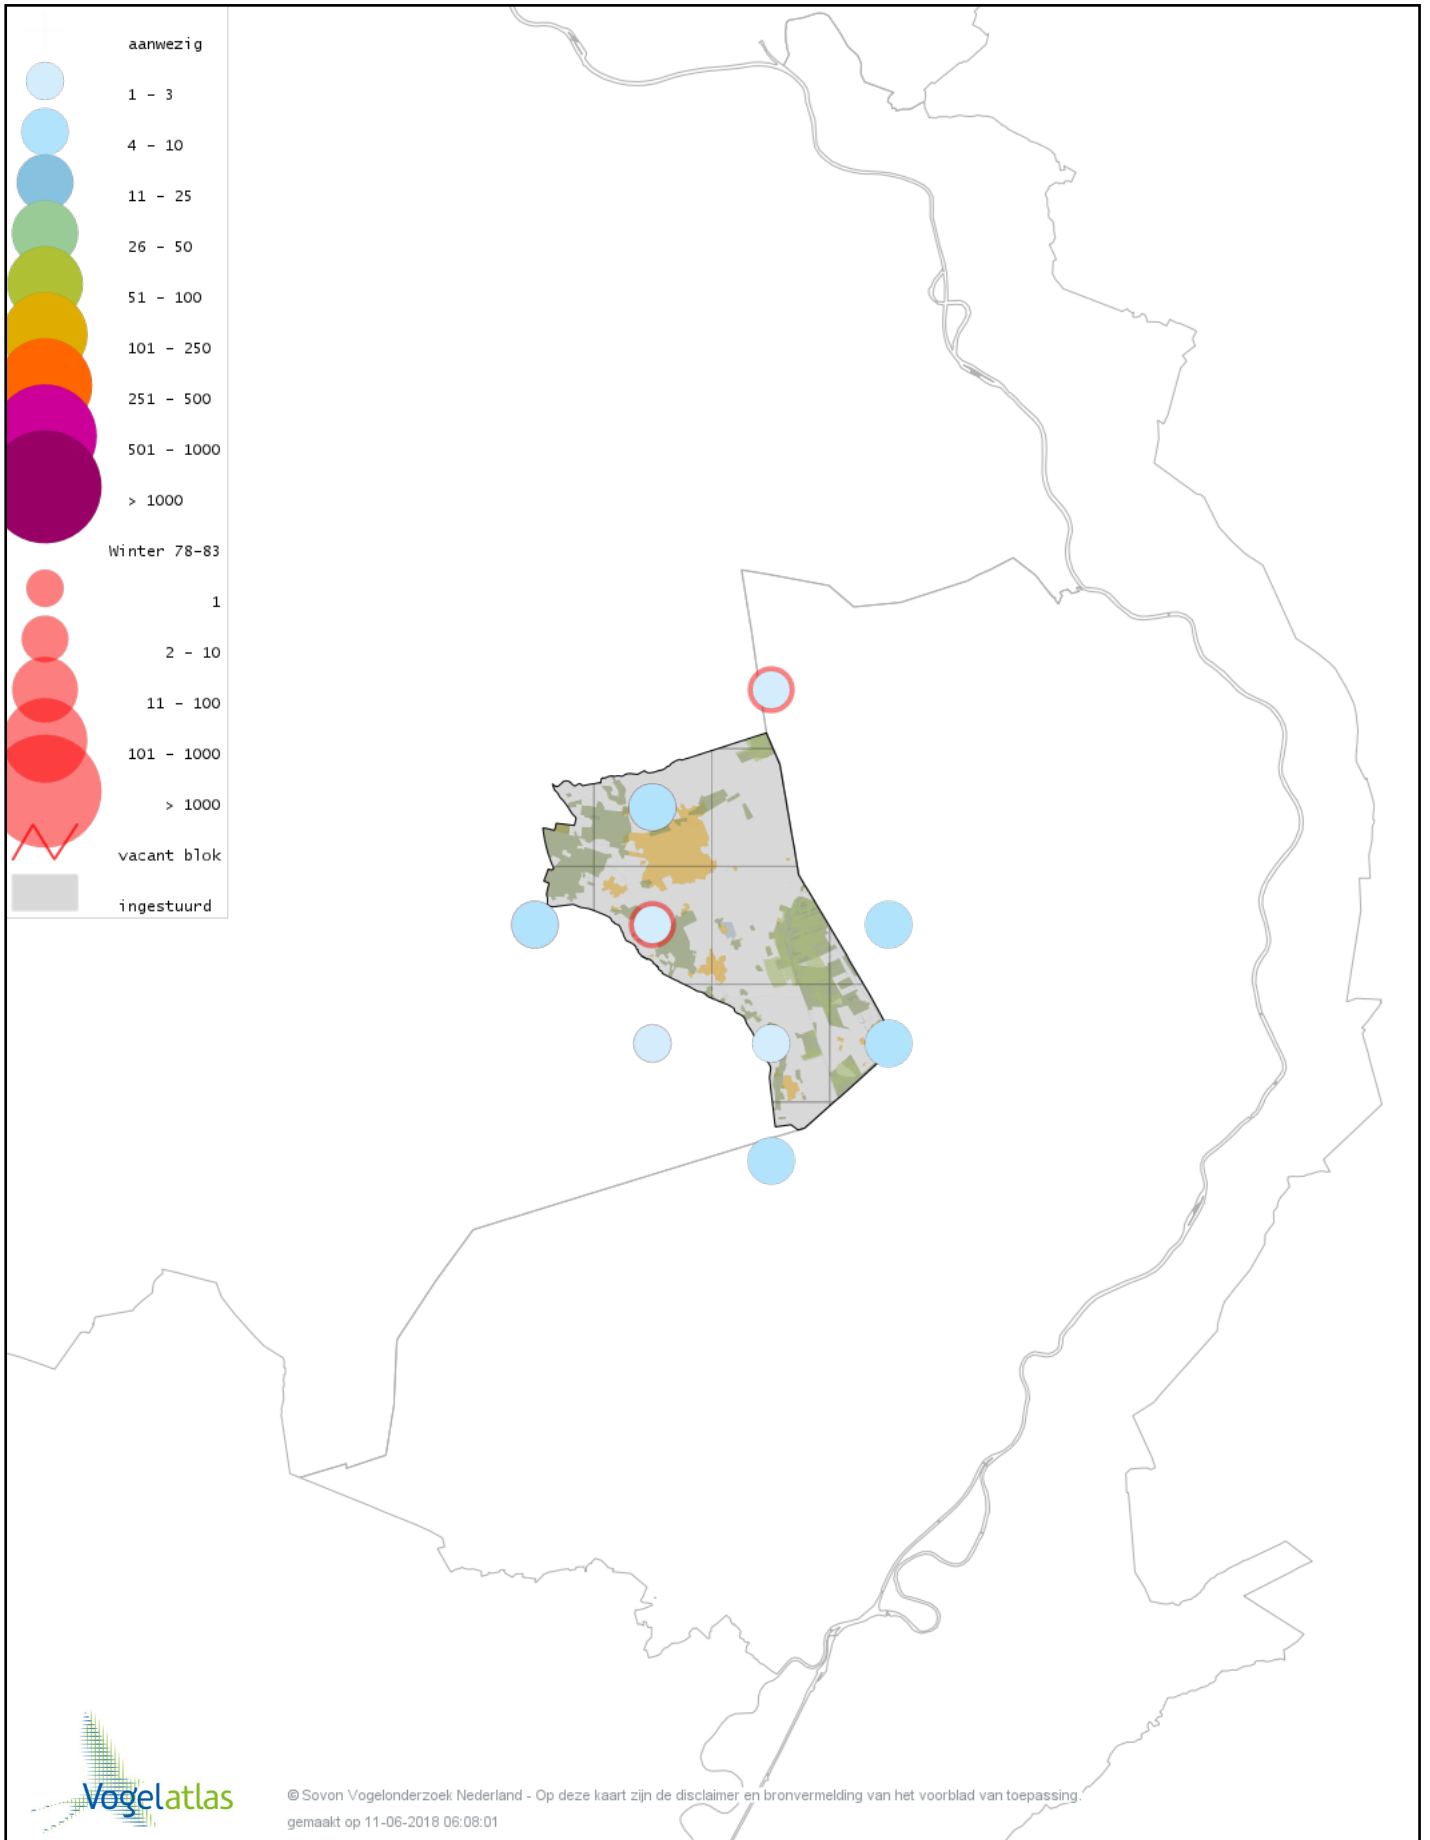 aanwezig
1 - 3
4 - 10
11 - 25
26 - 50
51 - 100
101 - 250
251 - 500
501 - 1000
> 1000
Winter 78-83
1
2 - 10
11 - 100
101 - 1000
> 1000
vacant blok
ingestuurd
Vogelatlas
© Sovon Vogelonderzoek Nederland - Op deze kaart zijn de disclaimer en bronvermelding van het voorblad van toepassing.
gemaakt op 11-06-2018 06:08:01